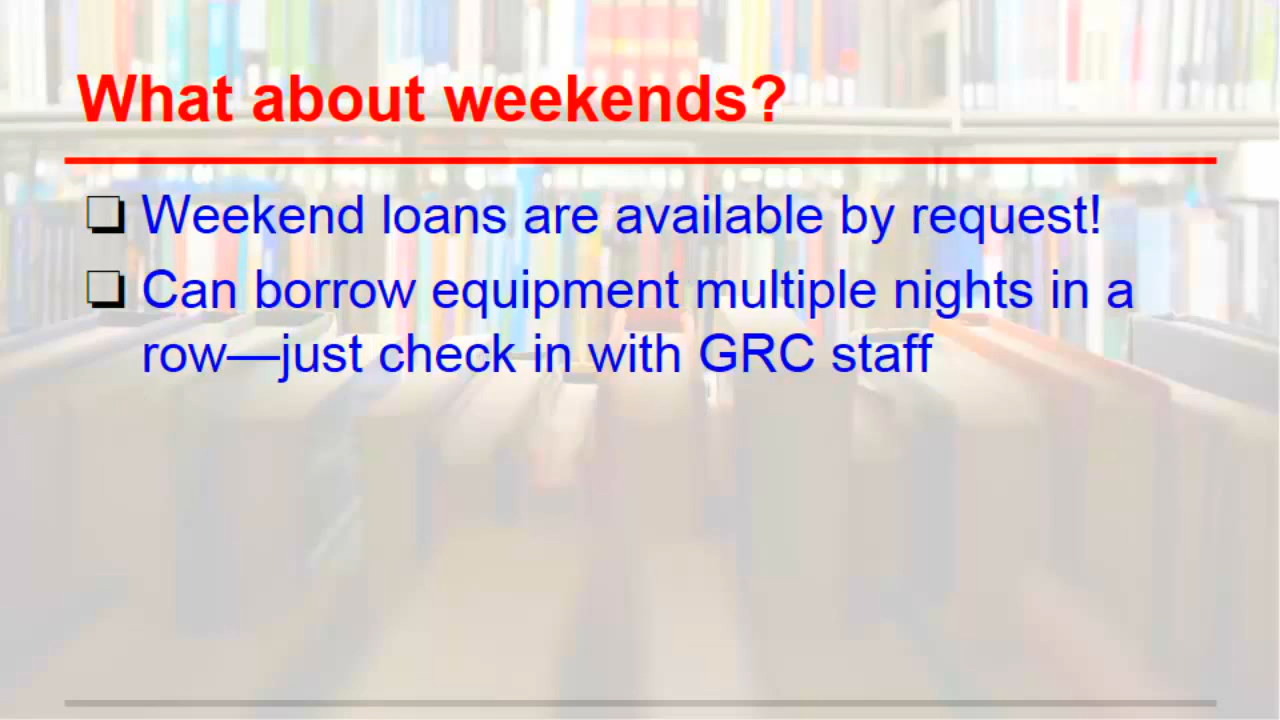 What about weekends?
❏ Weekend loans are available by request!
❏ Can borrow equipment multiple nights in a
row—just check in with GRC staff